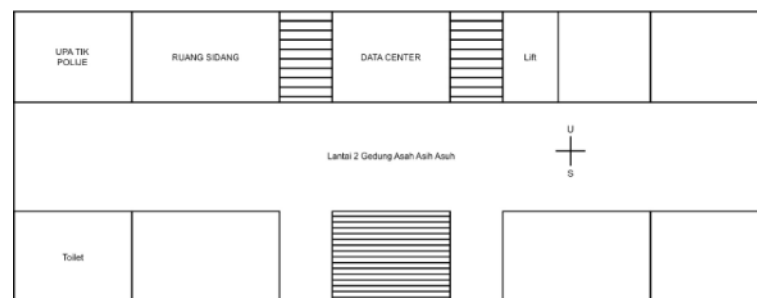 UPA TIK
POLIJE
RUANG SIDANG
DATA CENTER
Lift
Lantai 2 Gedung Asah Asih Asuh
U
S
Toilet